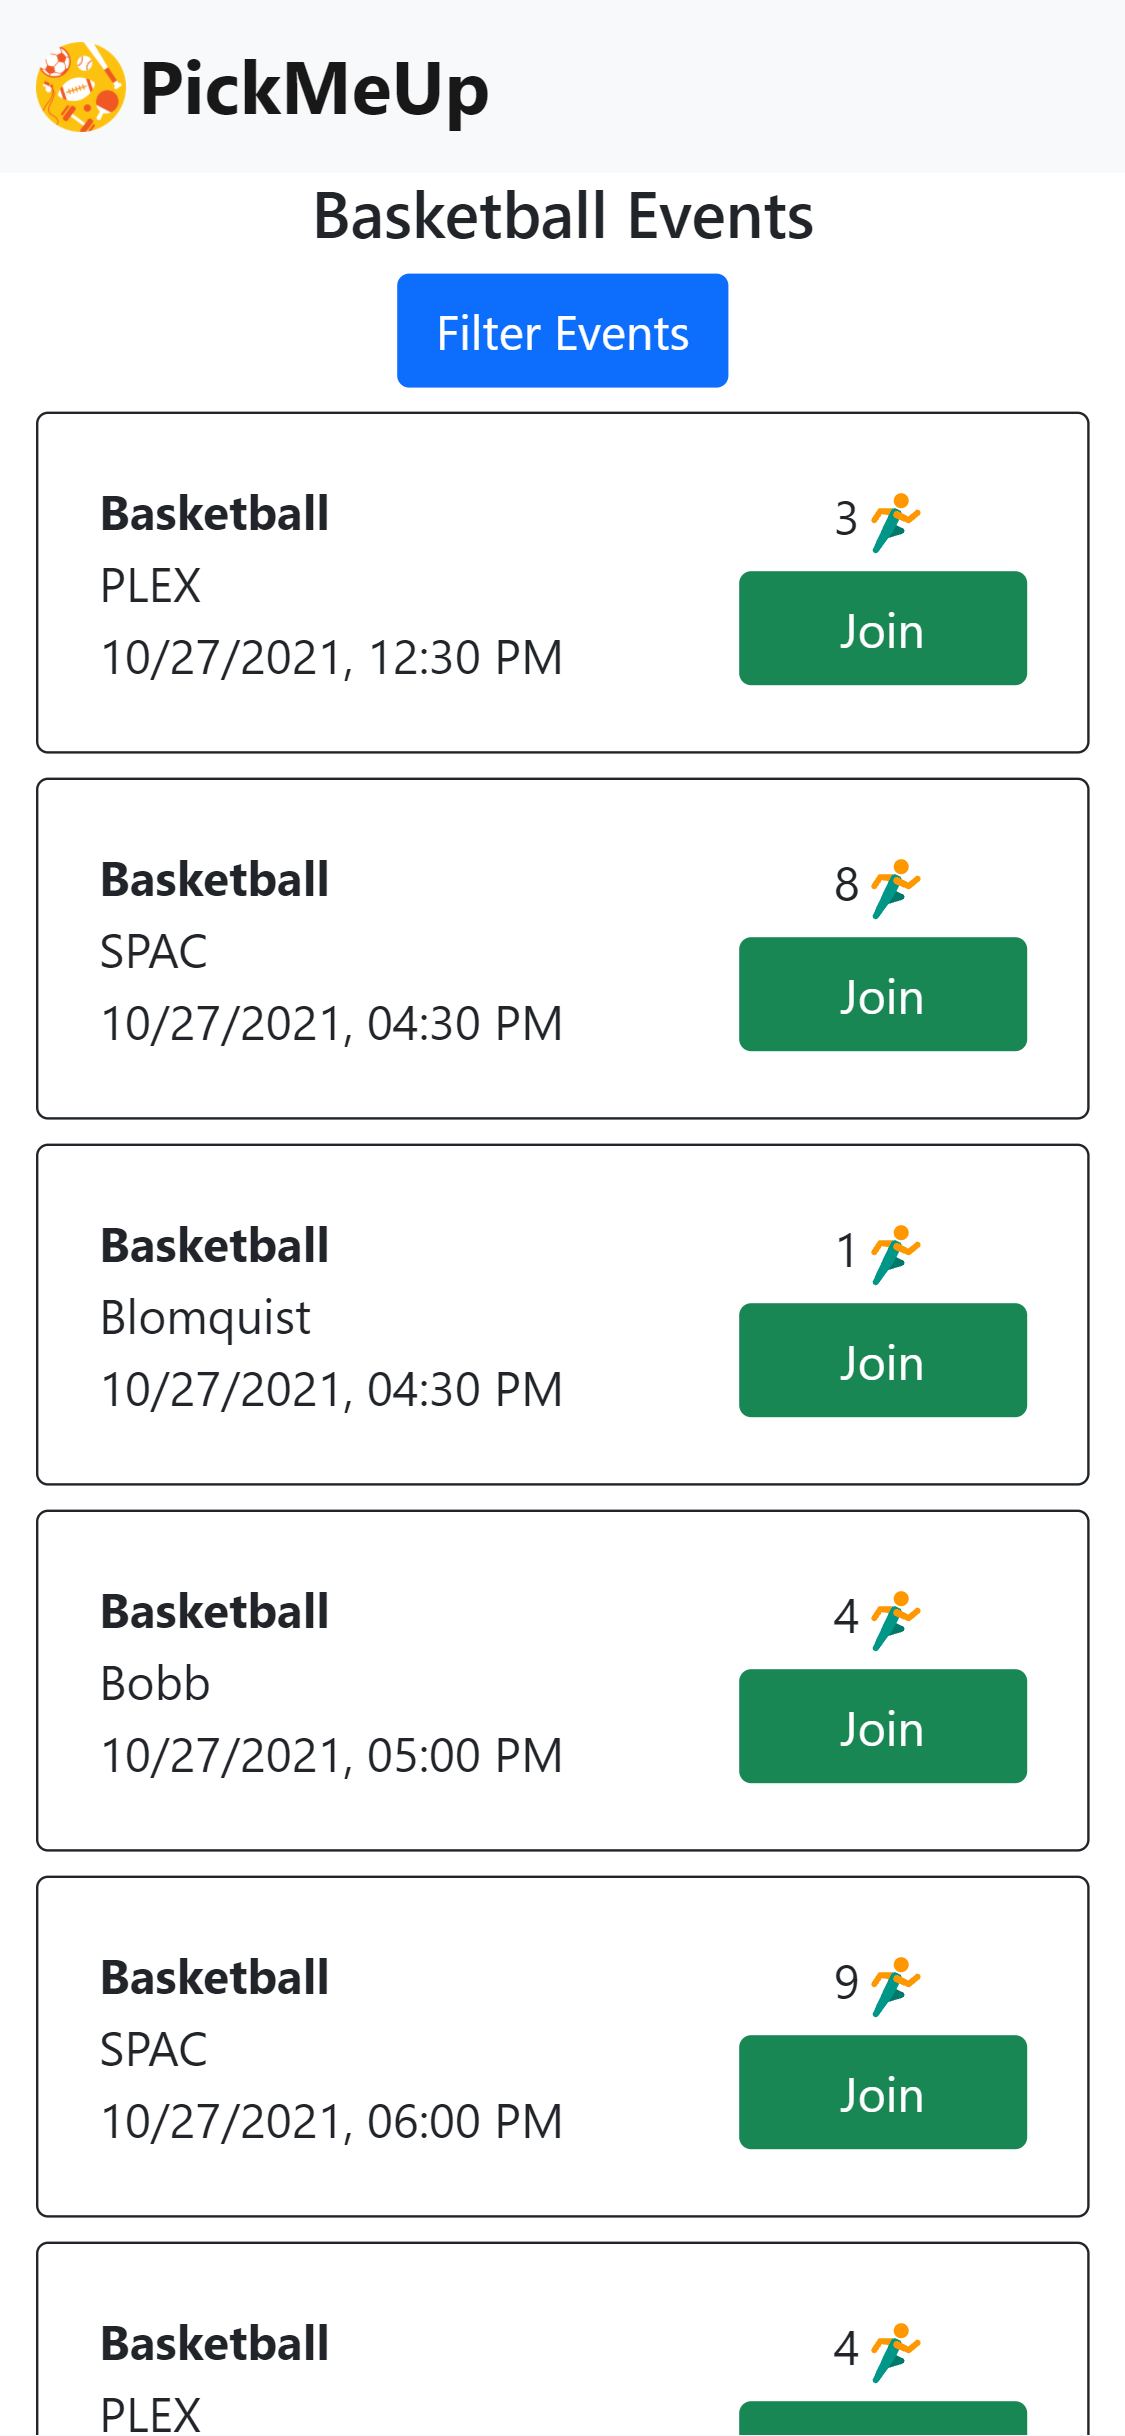 PickMeUp
Basketball Events
Filter Events
Basketball
PLEX
10/27/2021, 12:30 PM
3
Join
Basketball
SPAC
10/27/2021, 04:30 PM
8
Join
Basketball
Blomquist
10/27/2021, 04:30 PM
1
Join
Basketball
Bobb
10/27/2021, 05:00 PM
4
Join
Basketball
SPAC
10/27/2021, 06:00 PM
9
Join
Basketball
PLEX
4